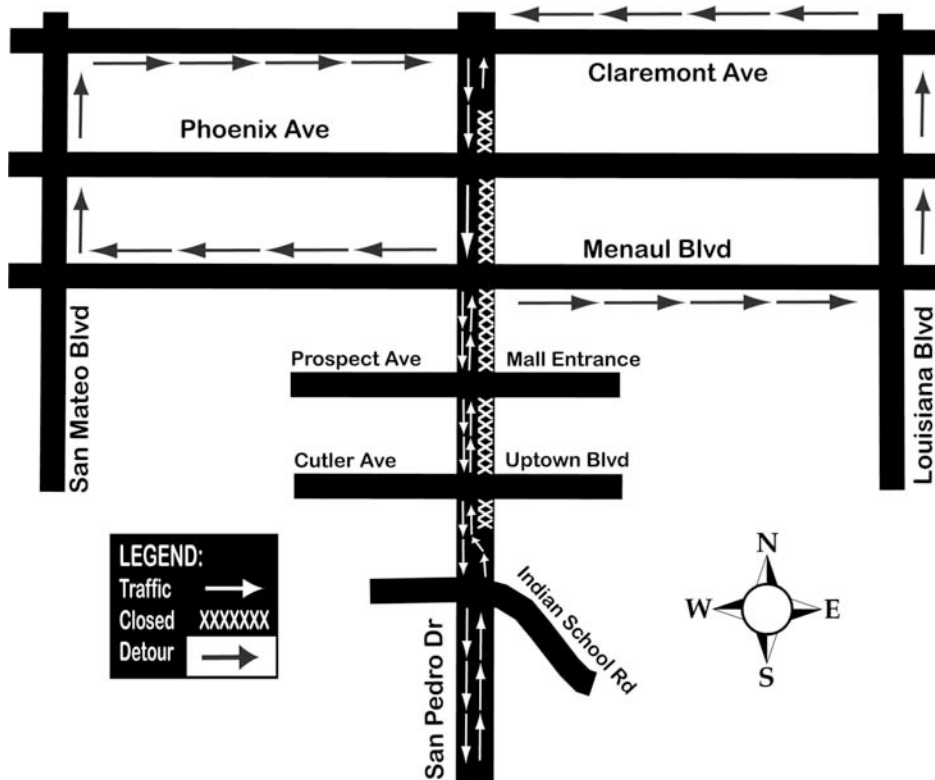 Claremont Ave
Phoenix Ave
Menaul Blvd
San Mateo Blvd
Louisiana Blvd
Prospect Ave
Mall Entrance
Cutler Ave
Uptown Blvd
Indian School Rd
San Pedro Dr
LEGEND:
Traffic
Closed XXXXXXX
Detour
N
W
E
S